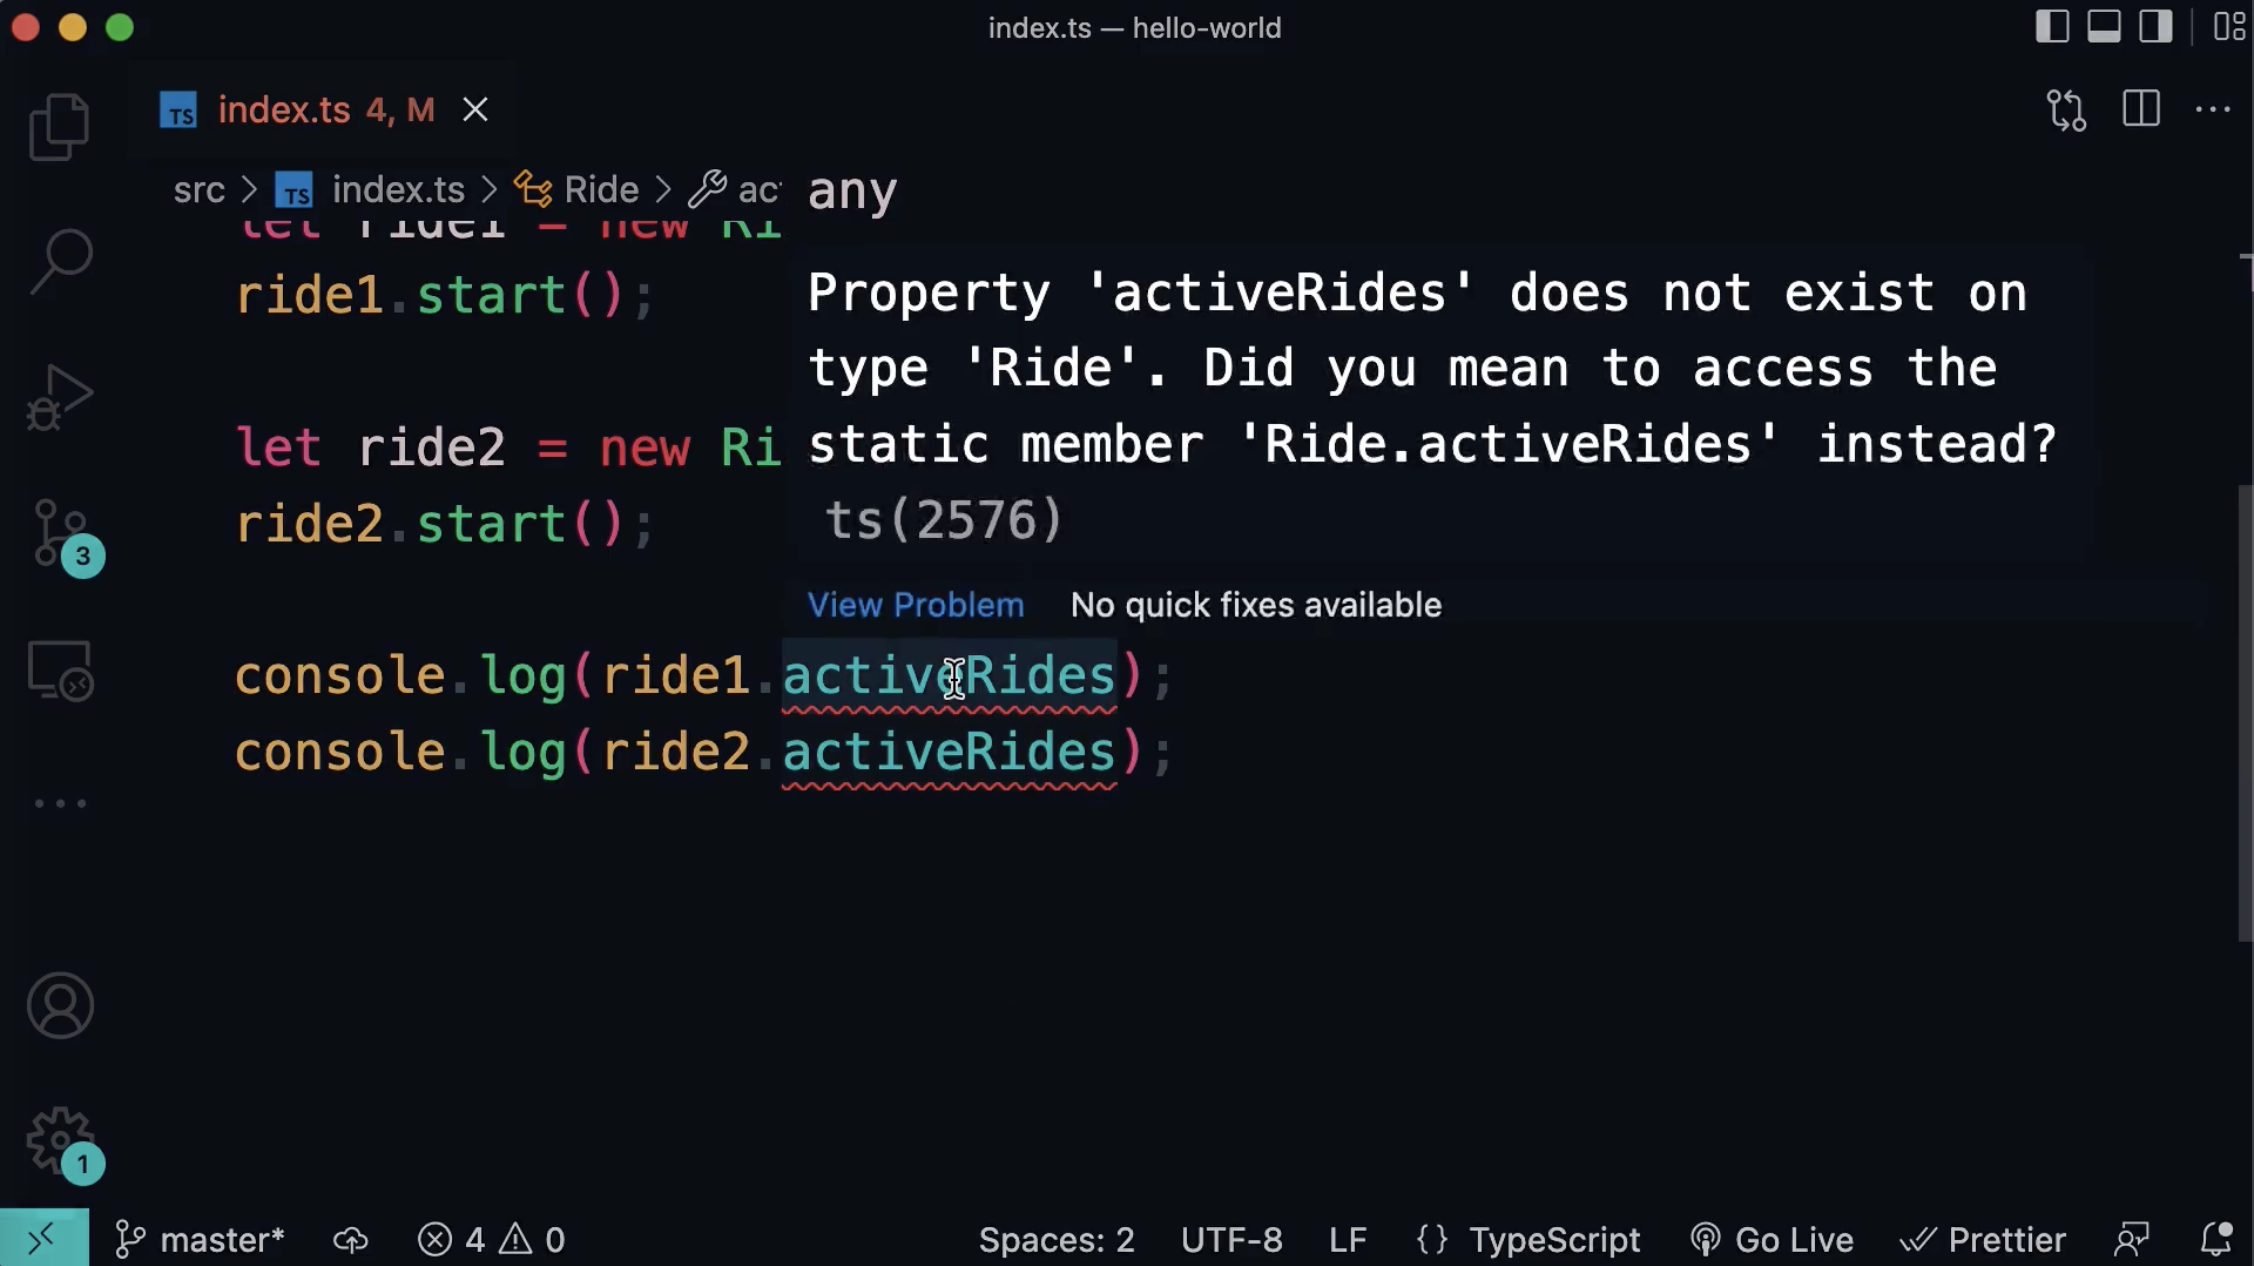 index.ts — hello-world
TS index.ts 4, M
src > TS index.ts > Ride > ac
any
let ride1 = new Ri
ride1.start();
Property 'activeRides' does not exist on
type 'Ride'. Did you mean to access the
static member 'Ride.activeRides' instead?
ts(2576)
let ride2 = new Ri
ride2.start();
3
View Problem No quick fixes available
console.log(ride1.activeRides);
console.log(ride2.activeRides);
1
master* 4 0 Spaces: 2 UTF-8 LF {} TypeScript Go Live Prettier